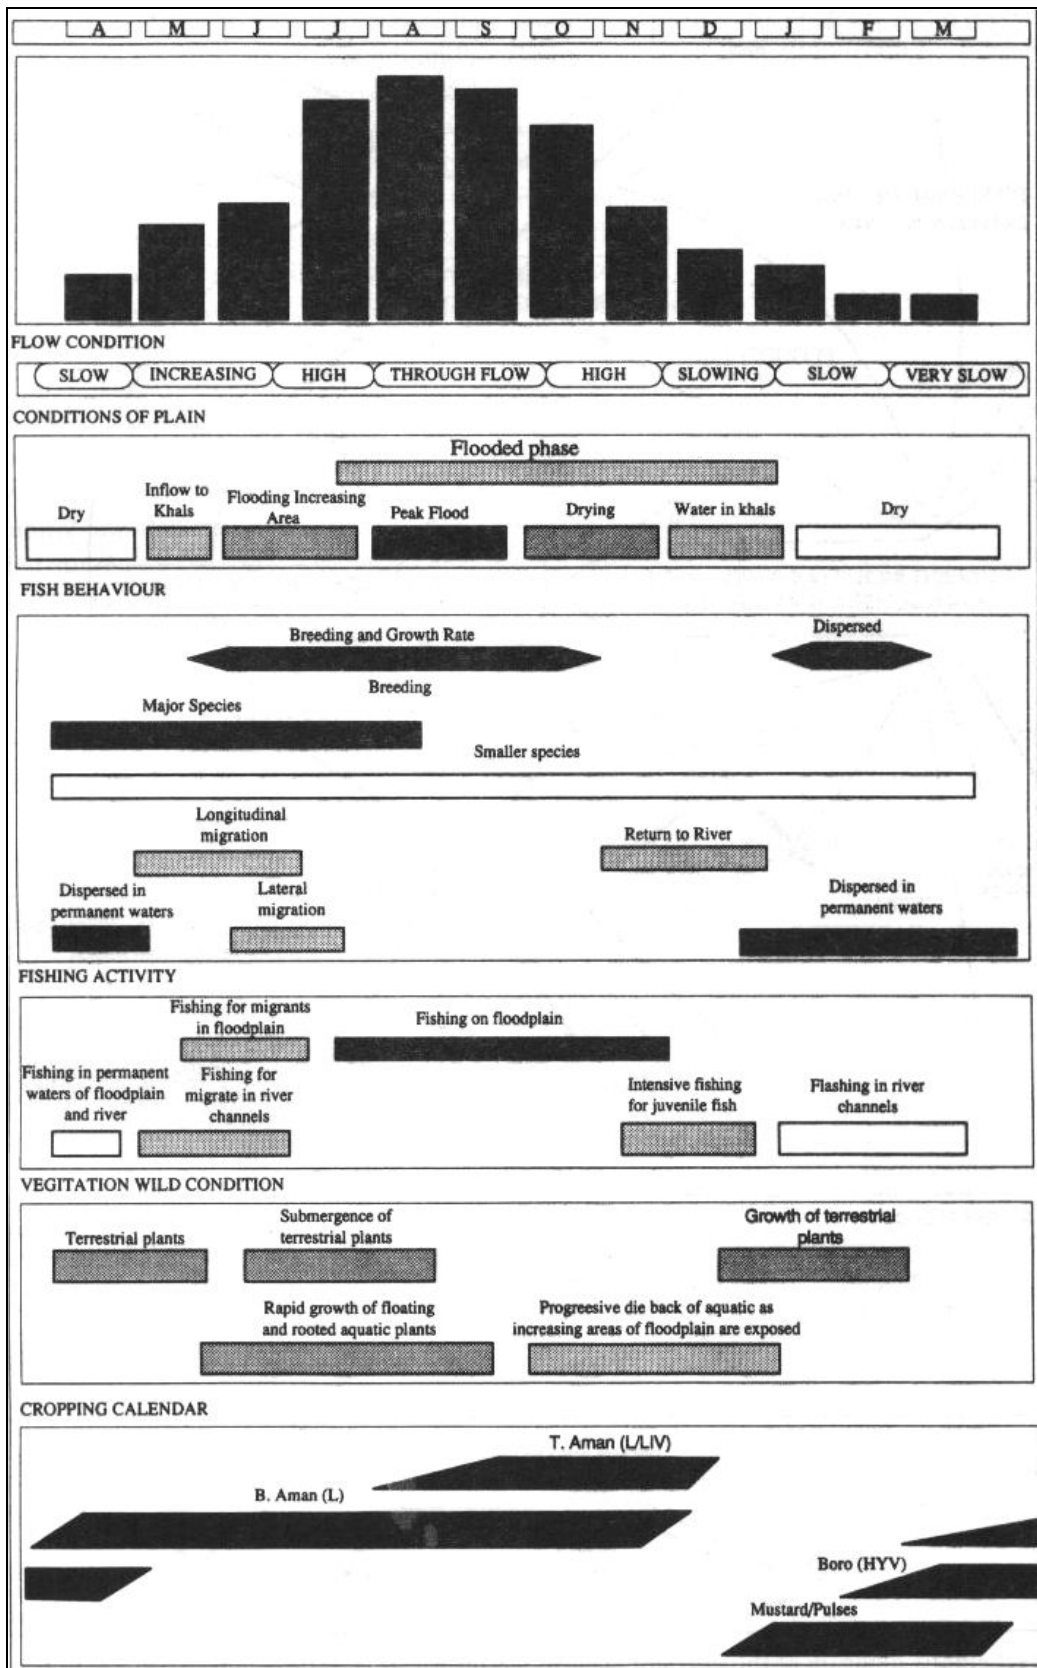 A M J J A S O N D J F M
FLOW CONDITION
SLOW INCREASING HIGH THROUGH FLOW HIGH SLOWING SLOW VERY SLOW
CONDITIONS OF PLAIN
Flooded phase
Dry
Inflow to
Khals
Flooding Increasing
Area
Peak Flood
Drying
Water in khals
Dry
FISH BEHAVIOUR
Breeding and Growth Rate
Dispersed
Breeding
Major Species
Smaller species
Longitudinal
migration
Return to River
Dispersed in
permanent waters
Lateral
migration
Dispersed in
permanent waters
FISHING ACTIVITY
Fishing for migrants
in floodplain
Fishing on floodplain
Fishing in permanent
waters of floodplain
and river
Fishing for
migrate in river
channels
Intensive fishing
for juvenile fish
Flashing in river
channels
VEGITATION WILD CONDITION
Terrestrial plants
Submergence of
terrestrial plants
Growth of terrestrial
plants
Rapid growth of floating
and rooted aquatic plants
Progreesive die back of aquatic as
increasing areas of floodplain are exposed
CROPPING CALENDAR
T. Aman (L/LIV)
B. Aman (L)
Boro (HYV)
Mustard/Pulses